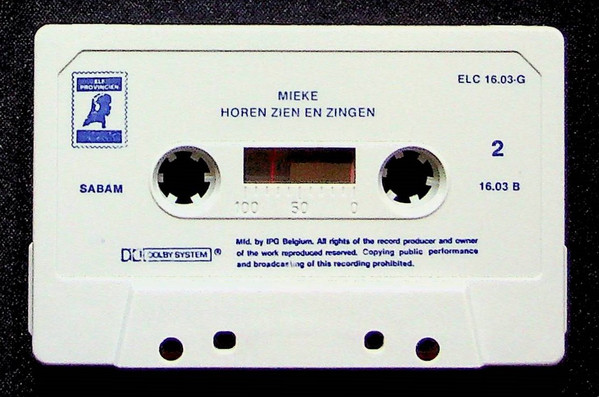 ELF
PROVINCIEN
ELC 16.03-G
MIEKE
HOREN ZIEN EN ZINGEN
2
SABAM
16.03 B
100 50 0
DOLBY SYSTEM ®
Mfd. by IPG Belgium. All rights of the record producer and owner
of the work reproduced reserved. Copying public performance
and broadcasting of this recording prohibited.